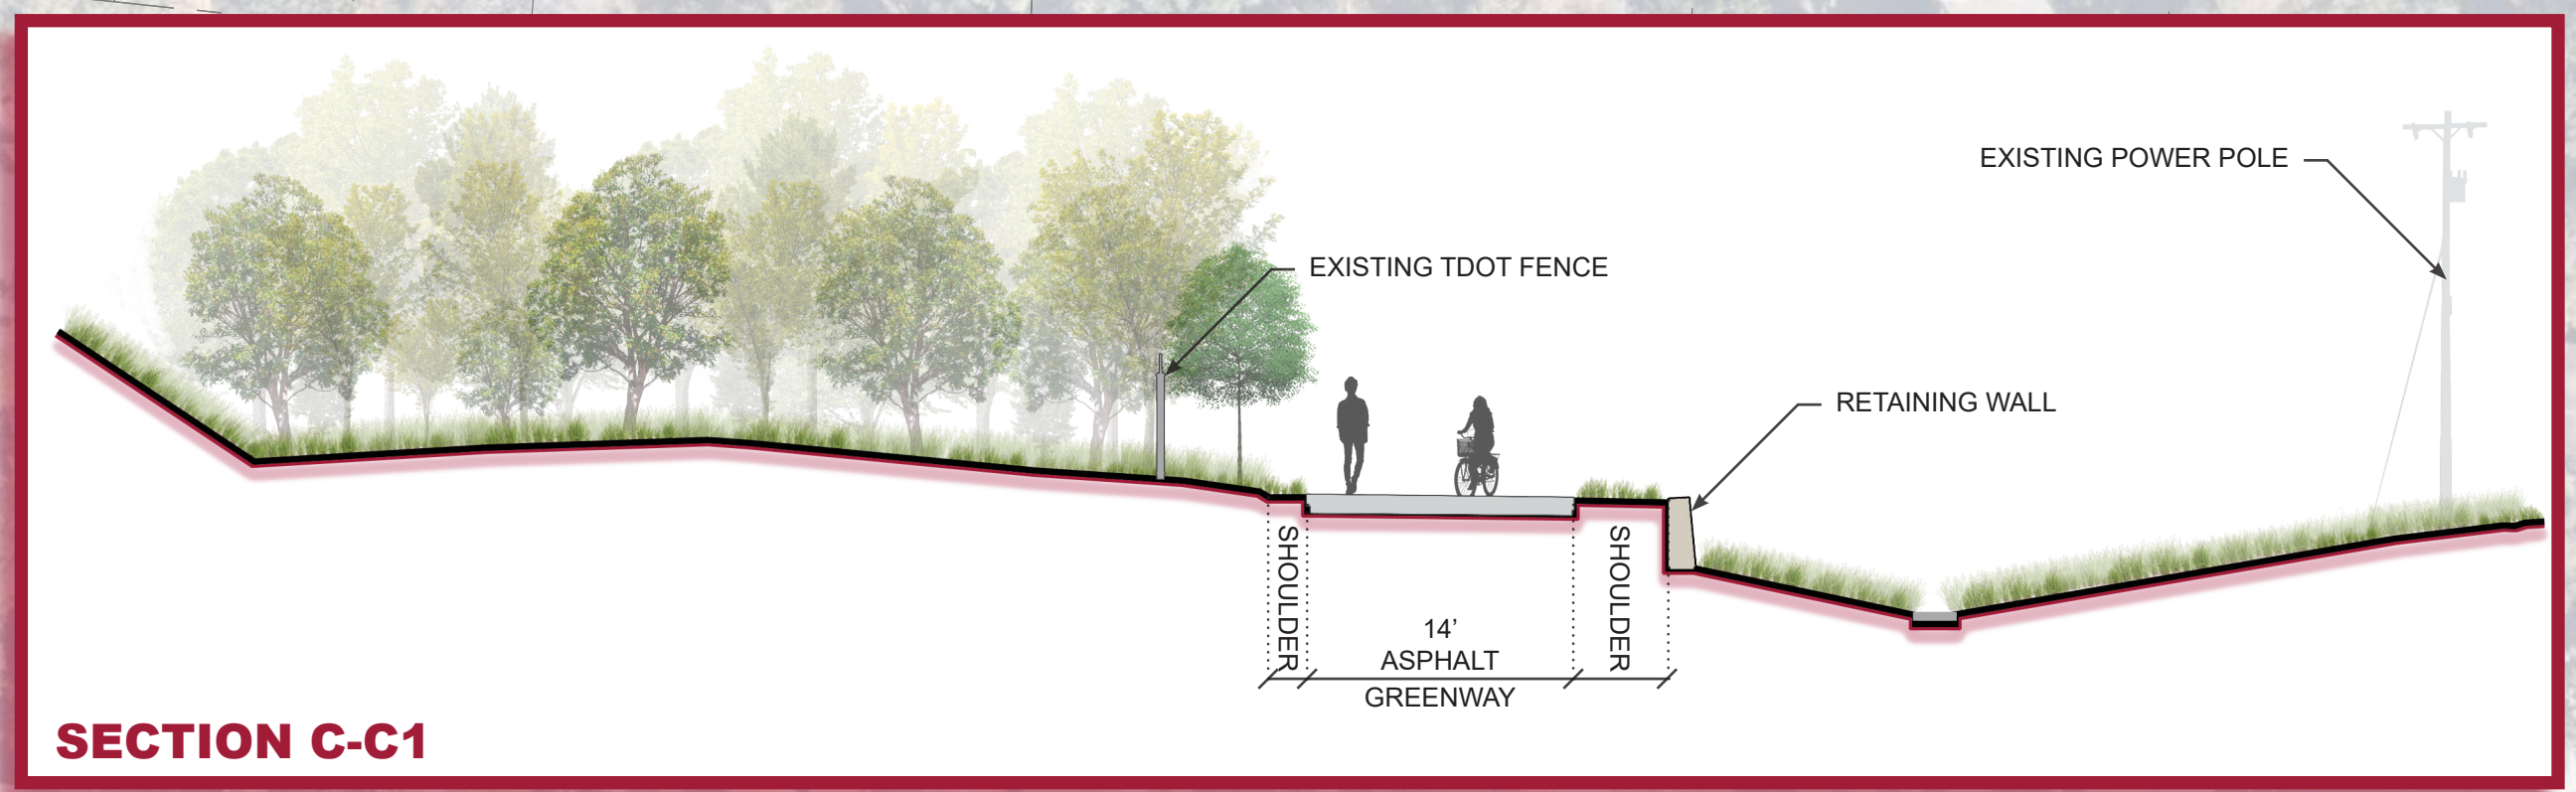 EXISTING POWER POLE
EXISTING TDOT FENCE
RETAINING WALL
SHOULDER
14’
ASPHALT
GREENWAY
SHOULDER
SECTION C-C1